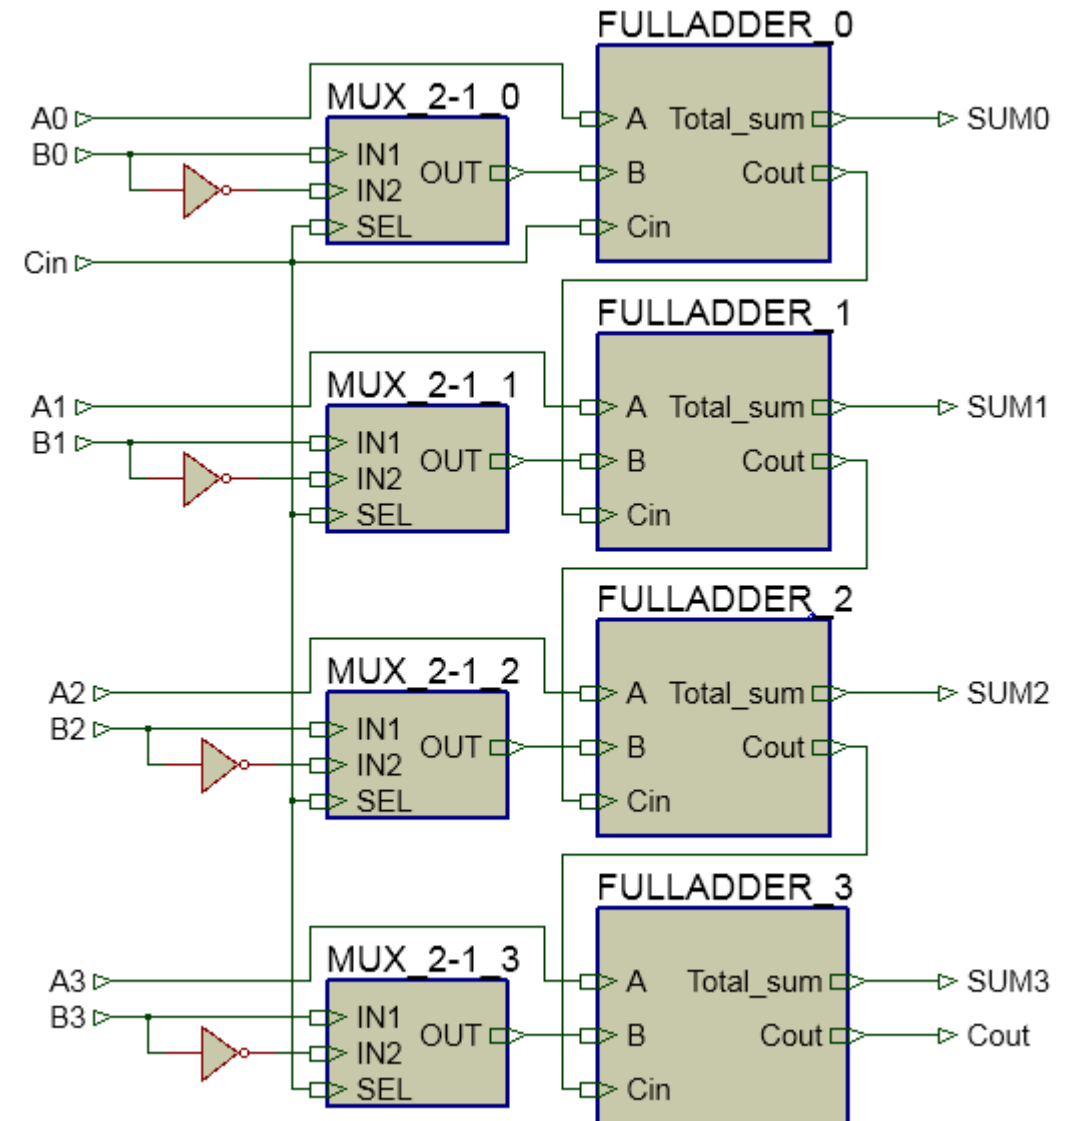 FULLADDER_0
MUX_2-1_0
A0
A Total_sum
SUM0
B0
IN1
OUT
B Cout
IN2
SEL
Cin
Cin
FULLADDER_1
MUX_2-1_1
A1
A Total_sum
SUM1
B1
IN1
OUT
B Cout
IN2
SEL
Cin
FULLADDER_2
MUX_2-1_2
A2
A Total_sum
SUM2
B2
IN1
OUT
B Cout
IN2
SEL
Cin
FULLADDER_3
MUX_2-1_3
A3
A Total_sum
SUM3
B3
IN1
OUT
B Cout
Cout
IN2
SEL
Cin